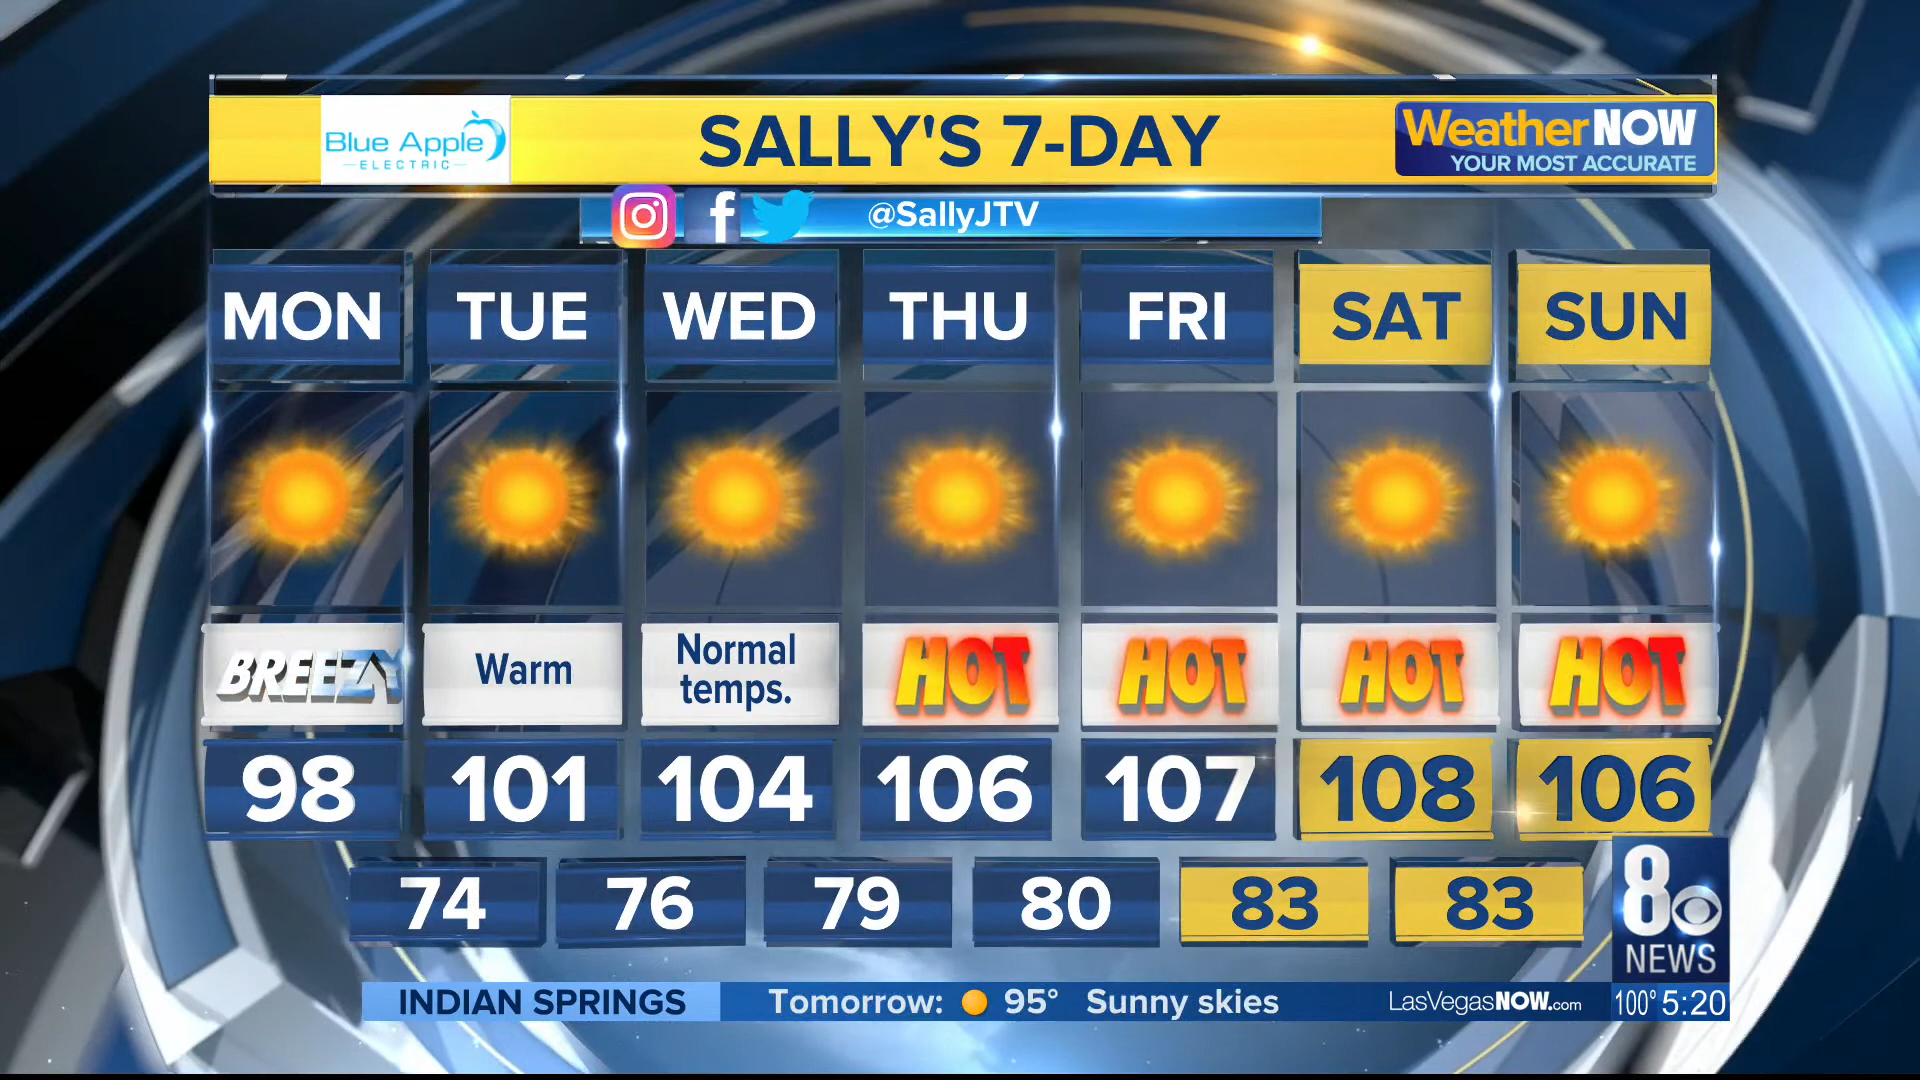 Blue Apple
ELECTRIC
SALLY'S 7-DAY
WeatherNOW
YOUR MOST ACCURATE
@SallyJTV
MON TUE WED THU FRI SAT SUN
BREEZY Warm Normal temps. HOT HOT HOT HOT
98 101 104 106 107 108 106
74 76 79 80 83 83
8 NEWS
INDIAN SPRINGS Tomorrow: 95° Sunny skies LasVegasNOW.com 100° 5:20